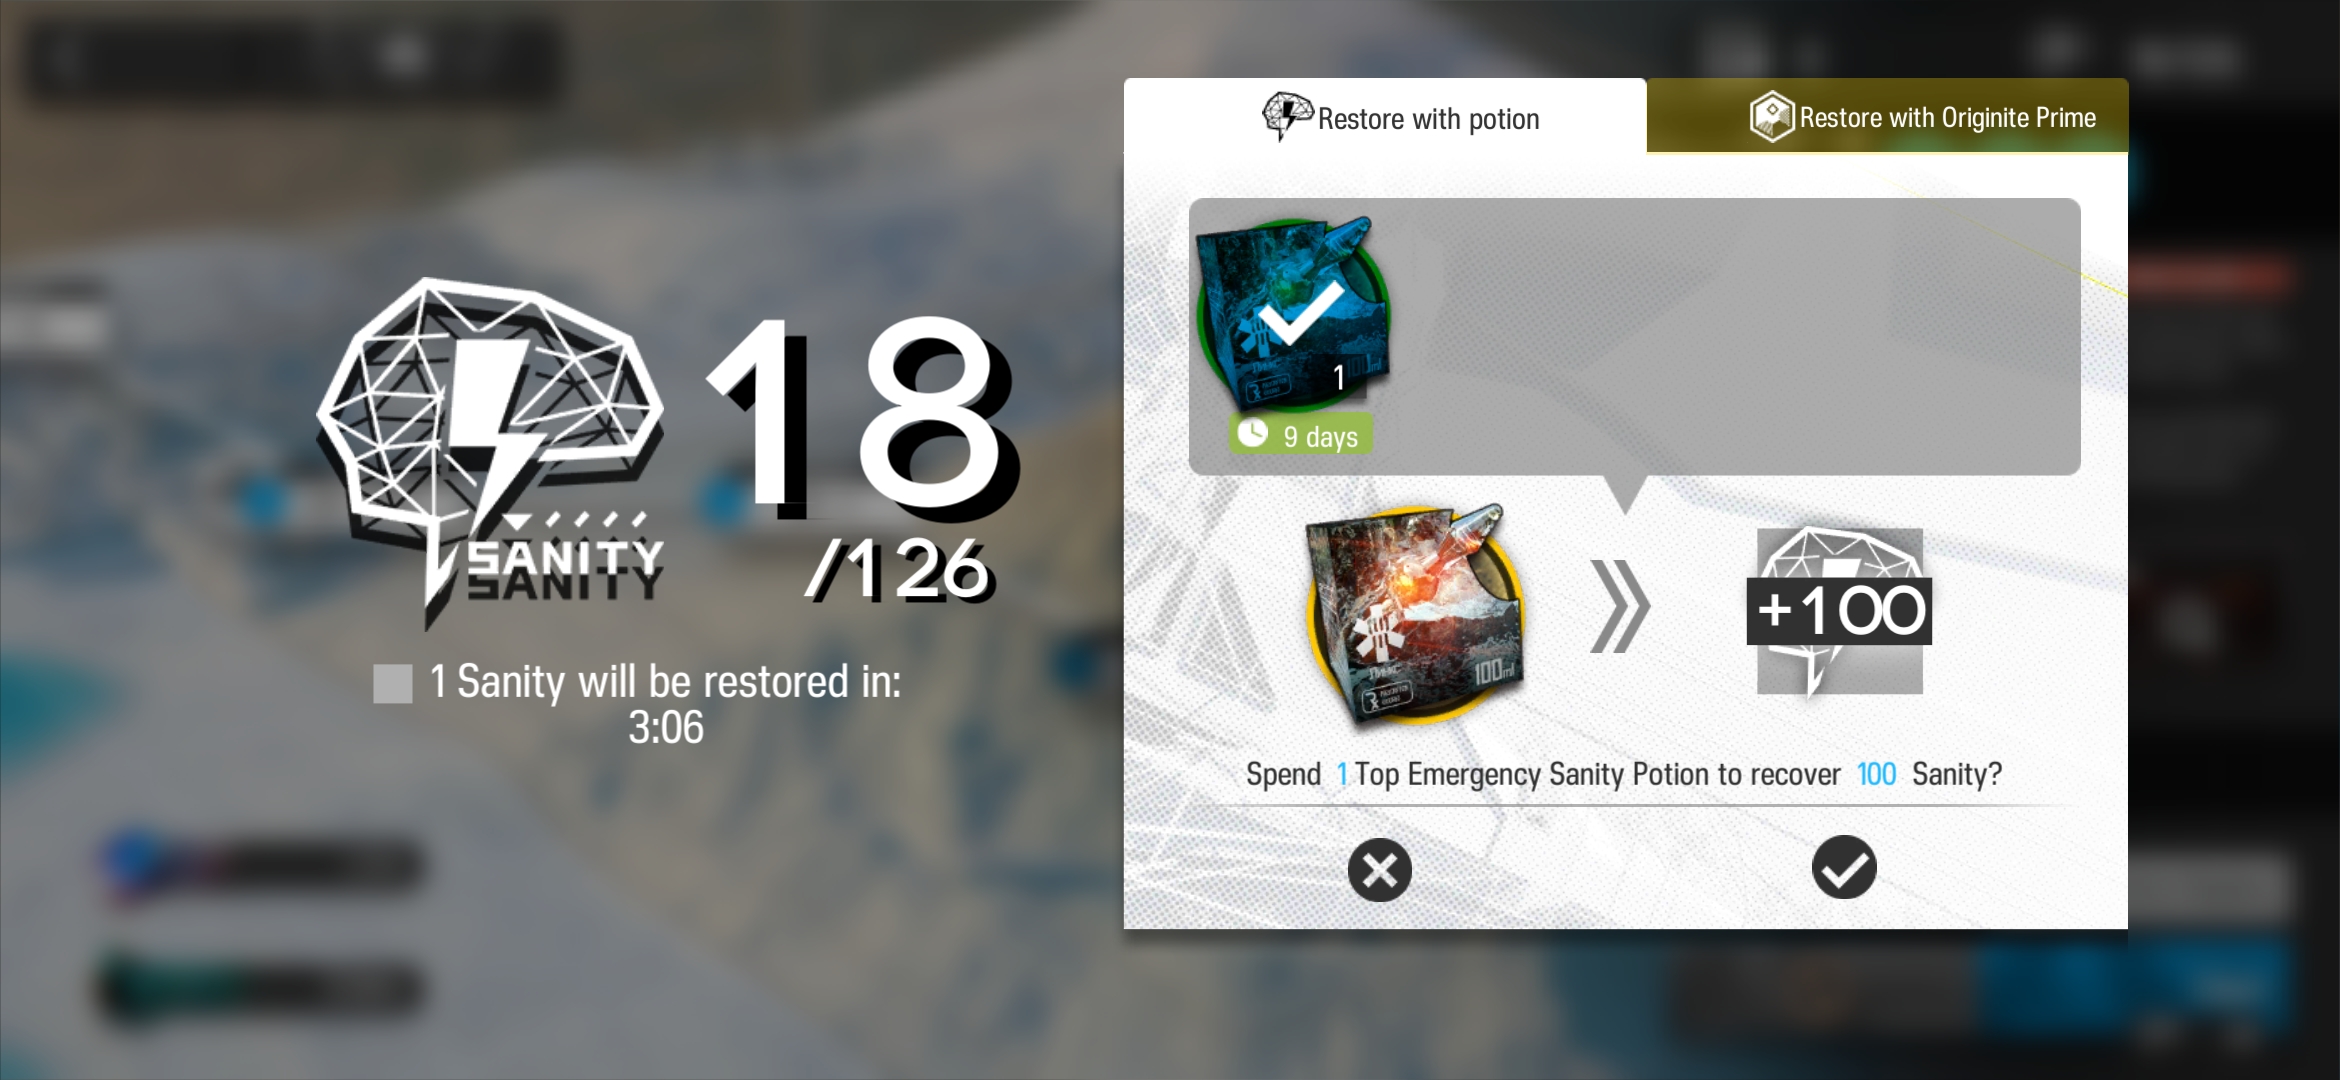 Restore with potion
Restore with Originite Prime
1
100ml
9 days
18
/126
SANITY
1 Sanity will be restored in:
3:06
100ml
+100
Spend 1 Top Emergency Sanity Potion to recover 100 Sanity?